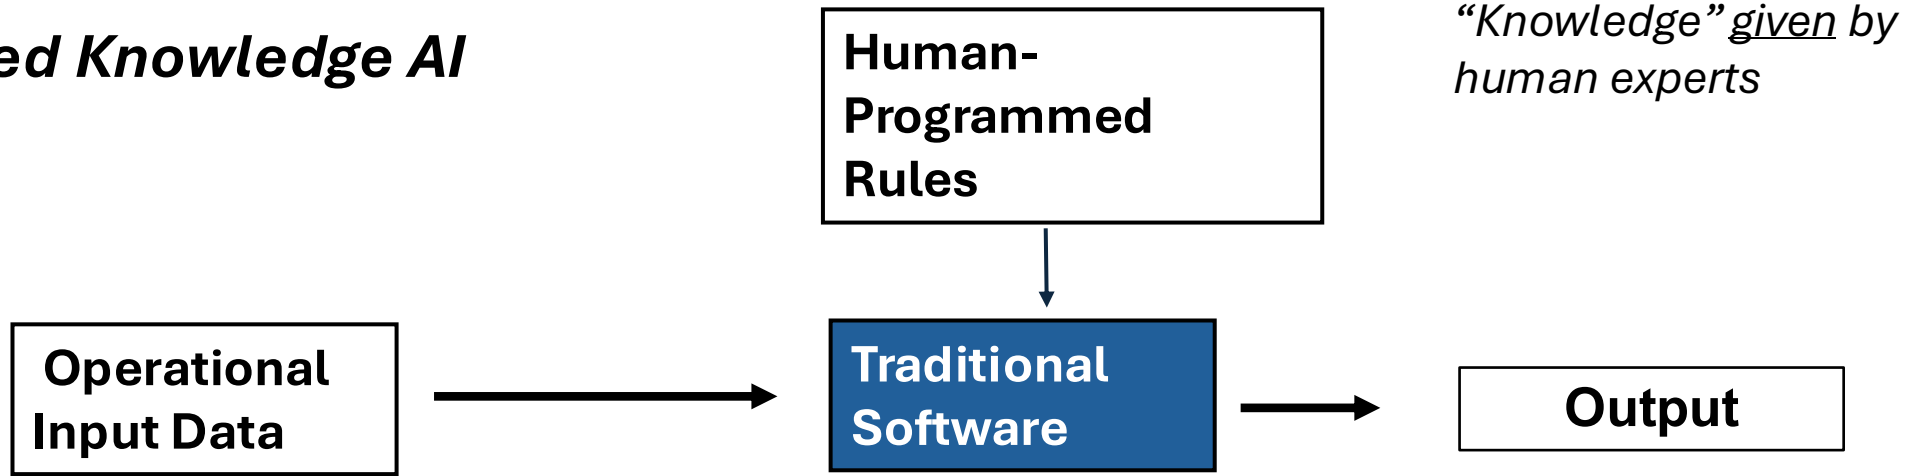 ed Knowledge AI
Human-
Programmed
Rules
“Knowledge” given by
human experts
Operational
Input Data
Traditional
Software
Output